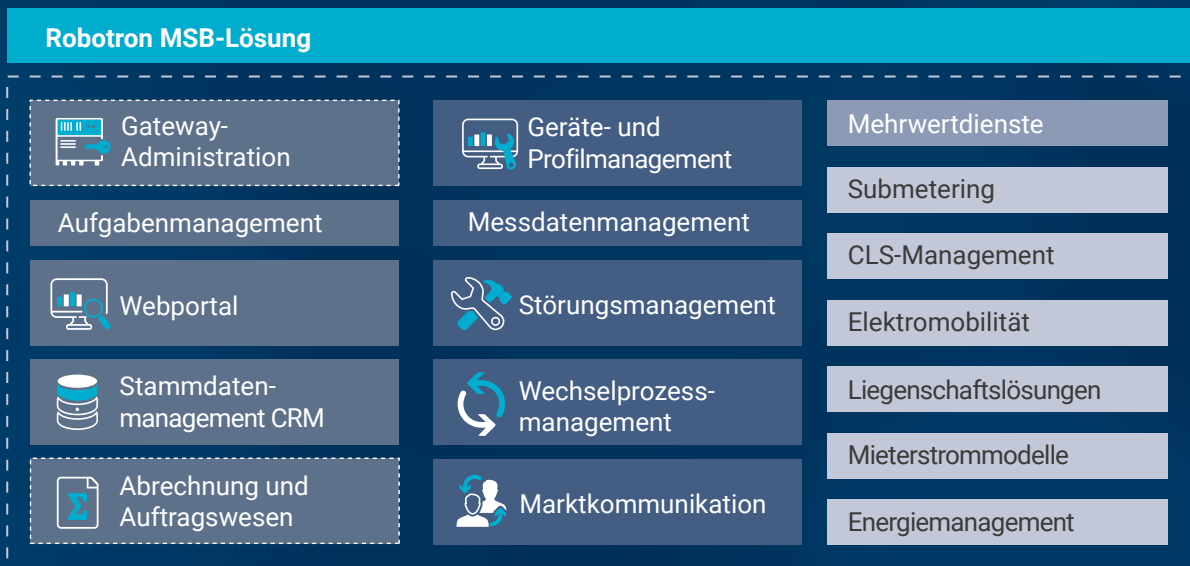 Robotron MSB-Lösung
Gateway-
Administration
Aufgabenmanagement
Webportal
Stammdaten-
management CRM
Abrechnung und
Auftragswesen
Geräte- und
Profilmanagement
Messdatenmanagement
Störungsmanagement
Wechselprozess-
management
Marktkommunikation
Mehrwertdienste
Submetering
CLS-Management
Elektromobilität
Liegenschaftslösungen
Mieterstrommodelle
Energiemanagement